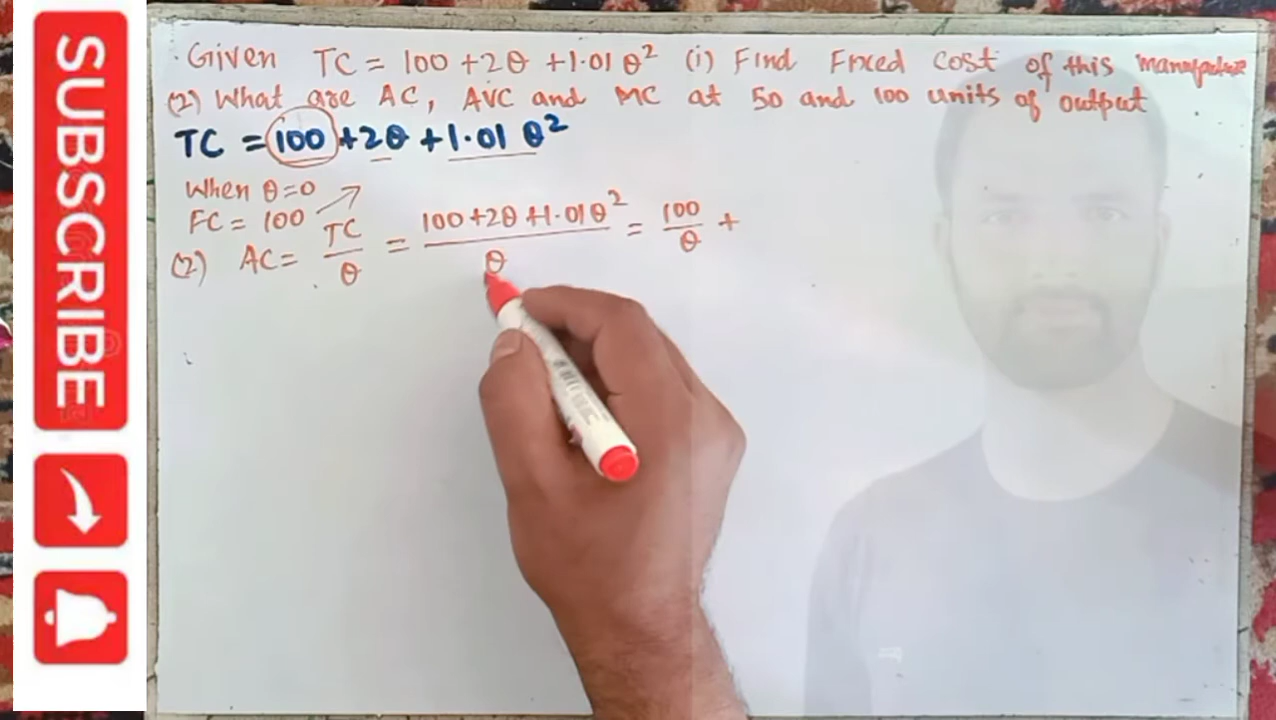 SUBSCRIBE
Given TC = 100 + 2θ + 1.01 θ² (i) Find Fixed cost of this
(2) What are AC, AVC and MC at 50 and 100 units of output
TC = 100 + 2θ + 1.01 θ²
When θ=0
FC = 100
(2) AC = TC/θ = (100 + 2θ + 1.01θ²)/θ = 100/θ +